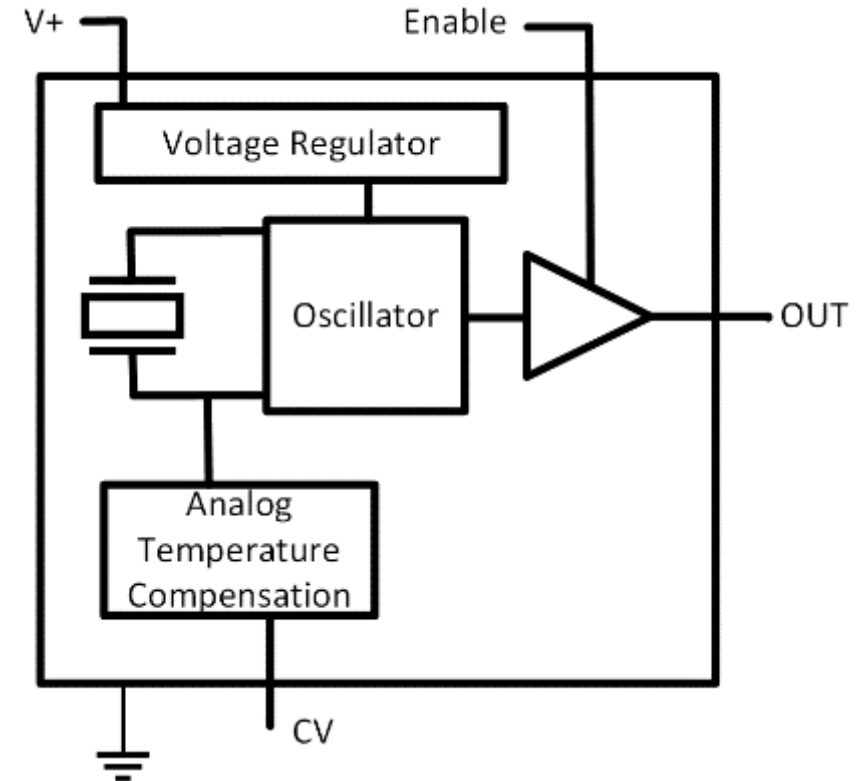 V+
Enable
Voltage Regulator
Oscillator
OUT
Analog
Temperature
Compensation
CV